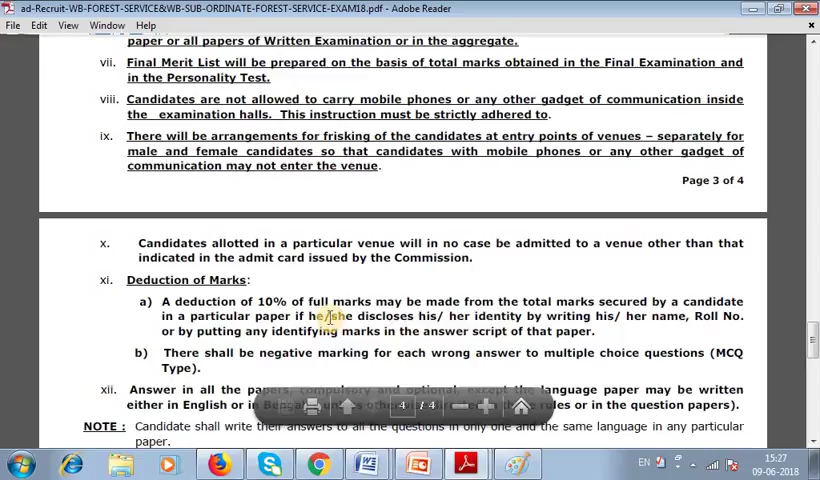 ad-Recruit-WB-FOREST-SERVICE&WB-SUB-ORDINATE-FOREST-SERVICE-EXAM18.pdf - Adobe Reader
File Edit View Window Help
paper or all papers of Written Examination or in the aggregate.
vii. Final Merit List will be prepared on the basis of total marks obtained in the Final Examination and
in the Personality Test.
viii. Candidates are not allowed to carry mobile phones or any other gadget of communication inside
the examination halls. This instruction must be strictly adhered to.
ix. There will be arrangements for frisking of the candidates at entry points of venues – separately for
male and female candidates so that candidates with mobile phones or any other gadget of
communication may not enter the venue.
Page 3 of 4
x. Candidates allotted in a particular venue will in no case be admitted to a venue other than that
indicated in the admit card issued by the Commission.
xi. Deduction of Marks:
a) A deduction of 10% of full marks may be made from the total marks secured by a candidate
in a particular paper if he/she discloses his/ her identity by writing his/ her name, Roll No.
or by putting any identifying marks in the answer script of that paper.
b) There shall be negative marking for each wrong answer to multiple choice questions (MCQ
Type).
xii. Answer in all the papers, compulsory and optional, except the language paper may be written
either in English or in rules or in the question papers).
4 / 4
NOTE : Candidate shall write their answers to all the questions in only one and the same language in any particular
paper.
EN
15:27
09-06-2018